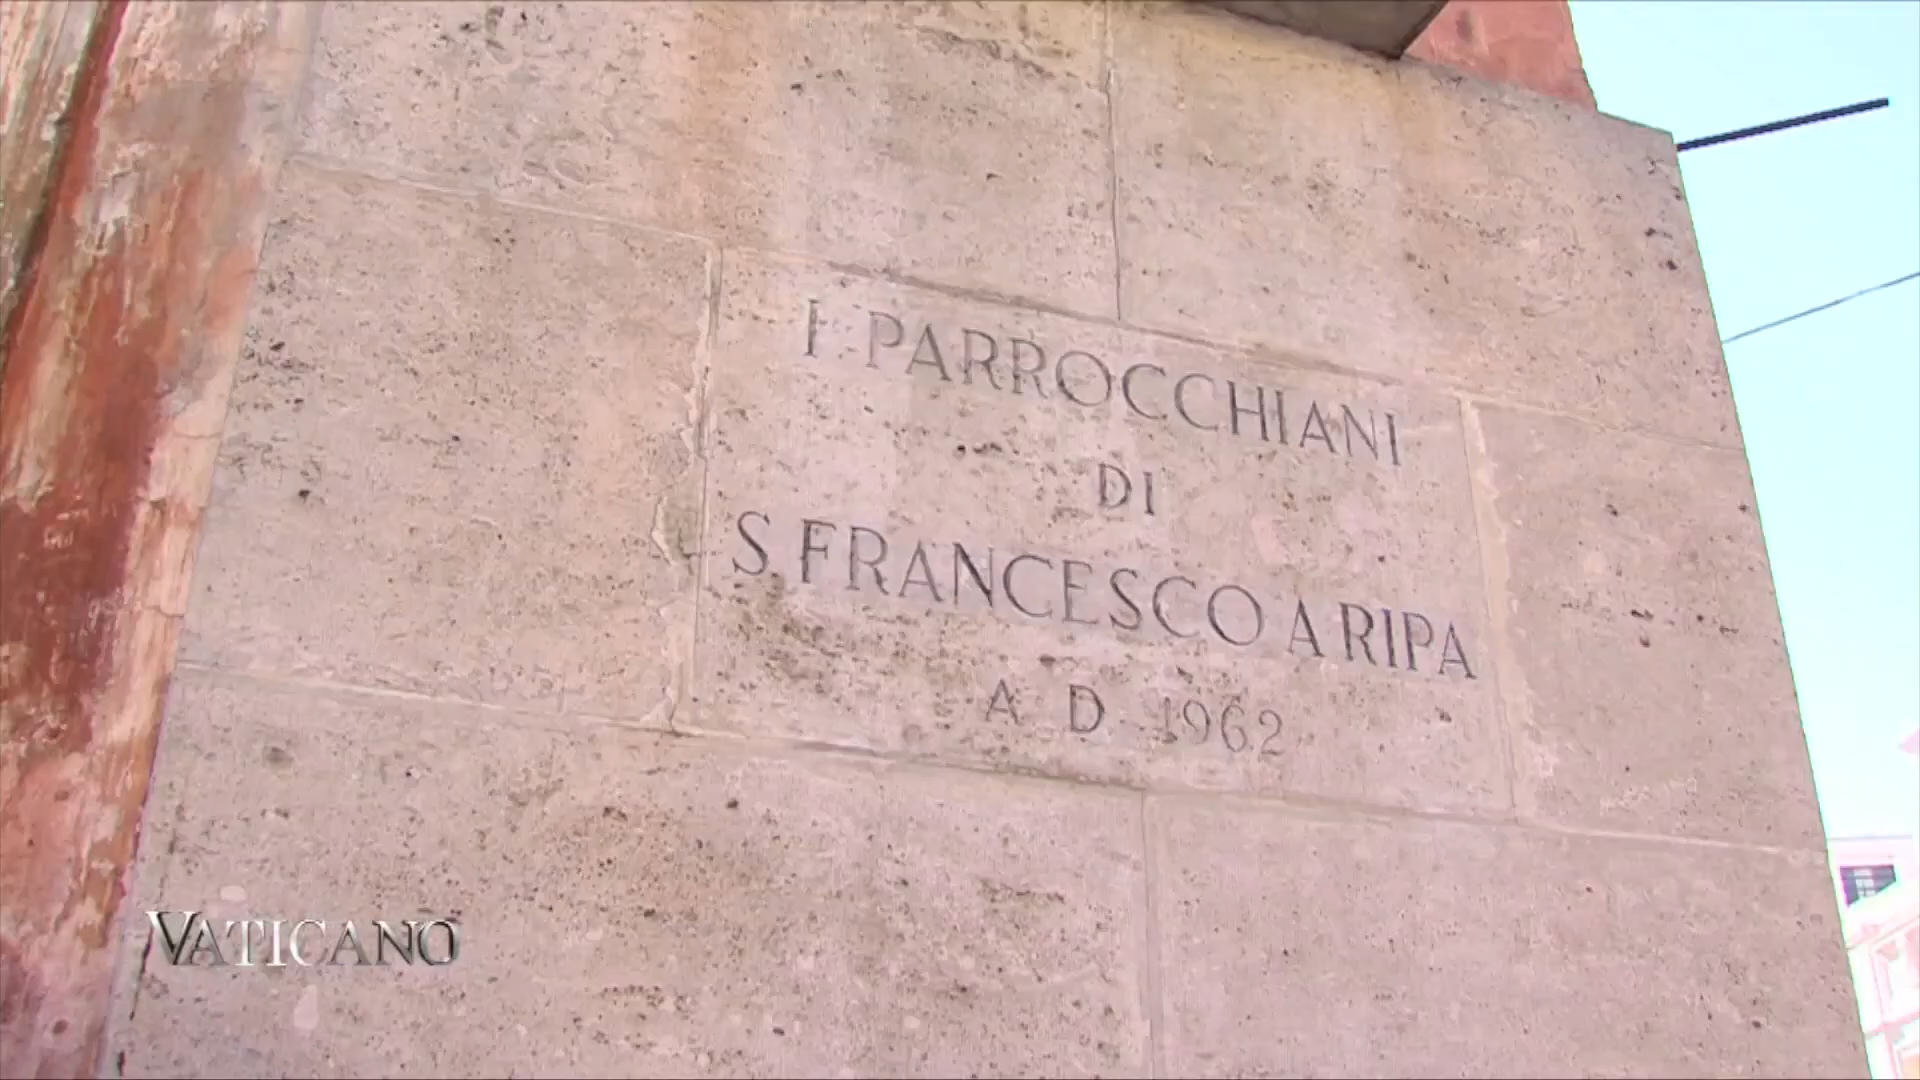 I PARROCCHIANI
DI
S. FRANCESCO A RIPA
A. D. 1962
VATICANO